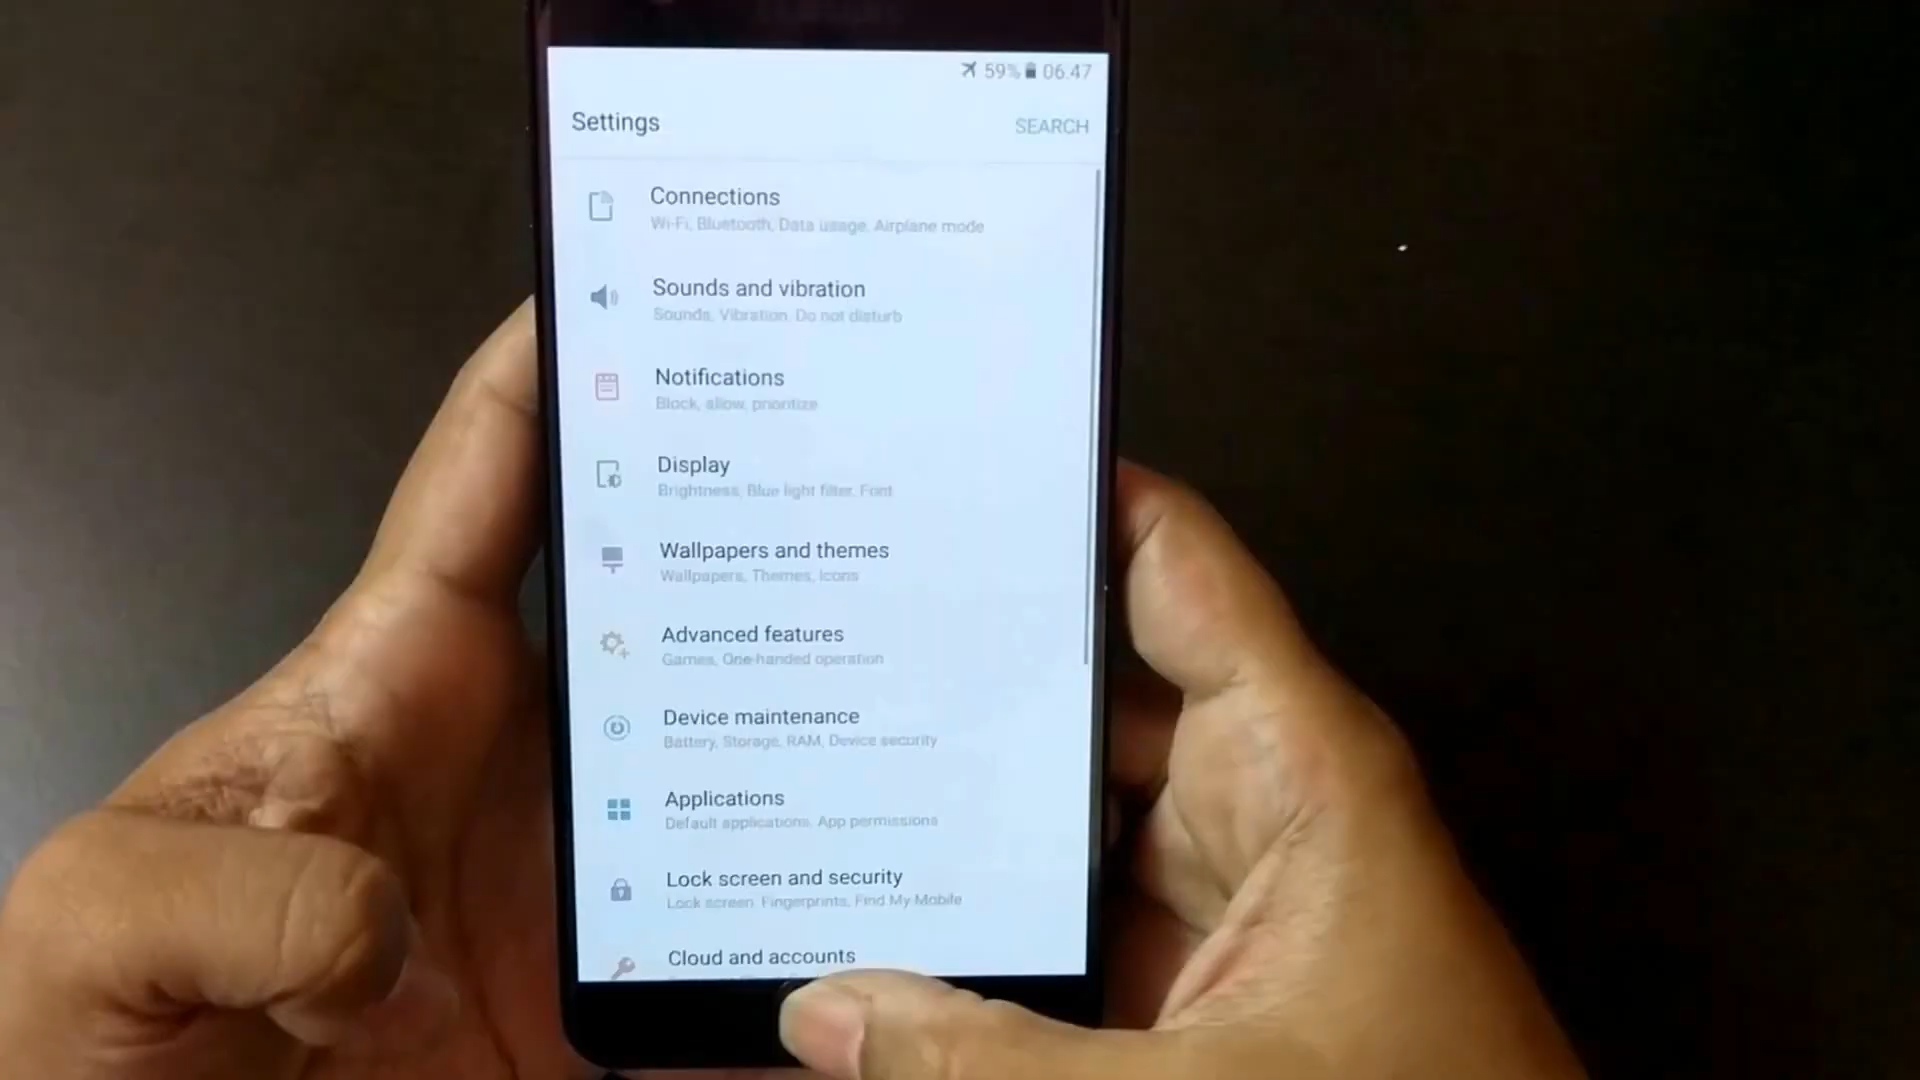 59% 06.47
Settings
SEARCH
Connections
Wi-Fi, Bluetooth, Data usage, Airplane mode
Sounds and vibration
Sounds, Vibration, Do not disturb
Notifications
Block, allow, prioritize
Display
Brightness, Blue light filter, Font
Wallpapers and themes
Wallpapers, Themes, Icons
Advanced features
Games, One-handed operation
Device maintenance
Battery, Storage, RAM, Device security
Applications
Default applications, App permissions
Lock screen and security
Lock screen, Fingerprints, Find My Mobile
Cloud and accounts